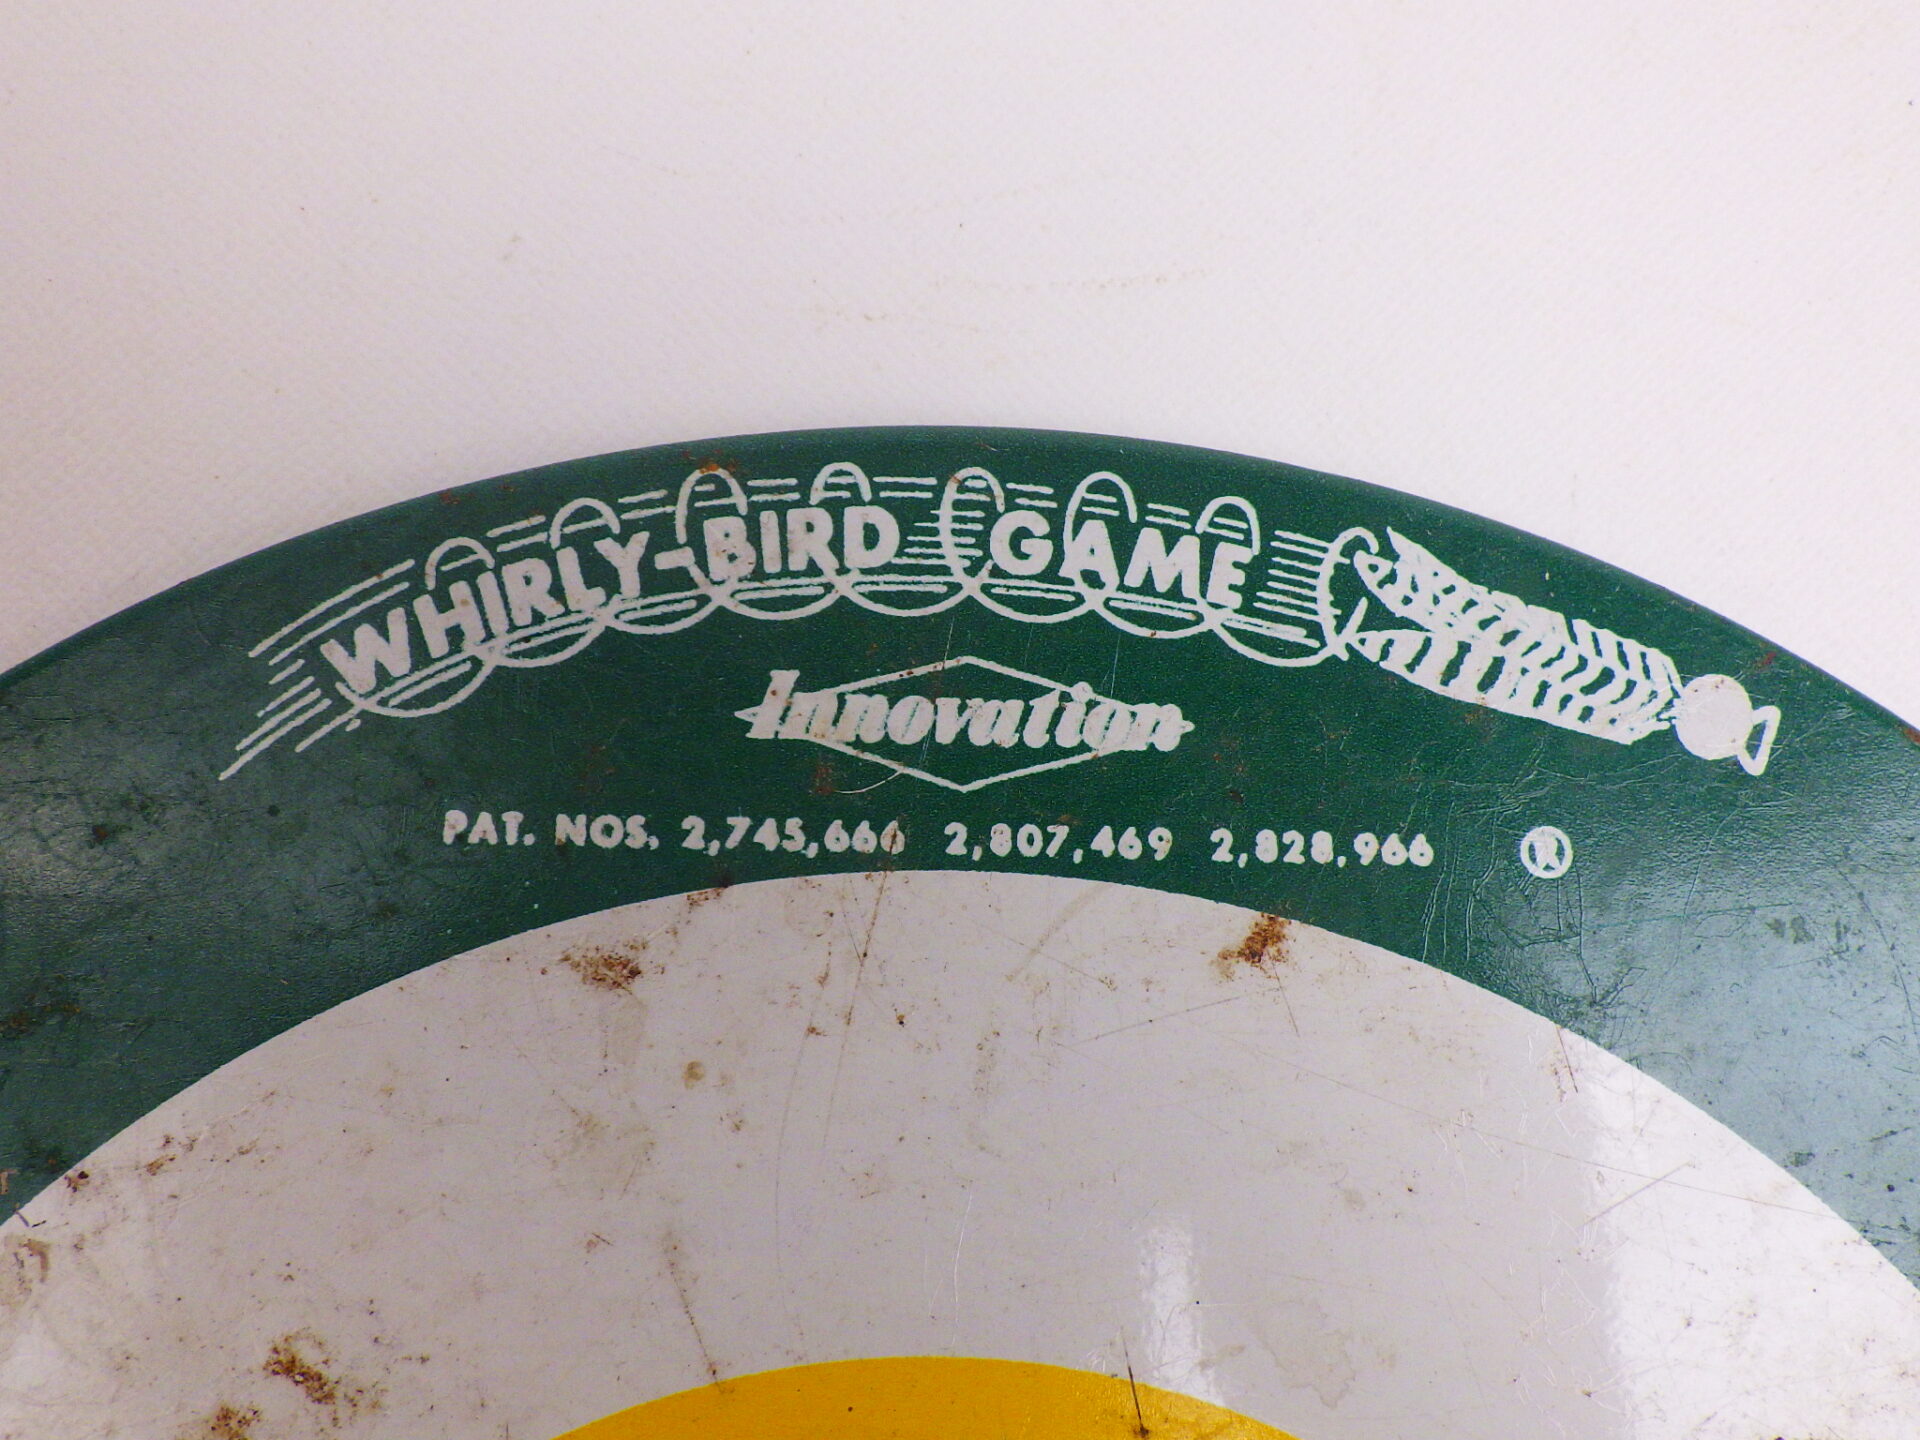 WHIRLY-BIRD GAME
Innovation
PAT. NOS. 2,745,666 2,807,469 2,828,966 ®